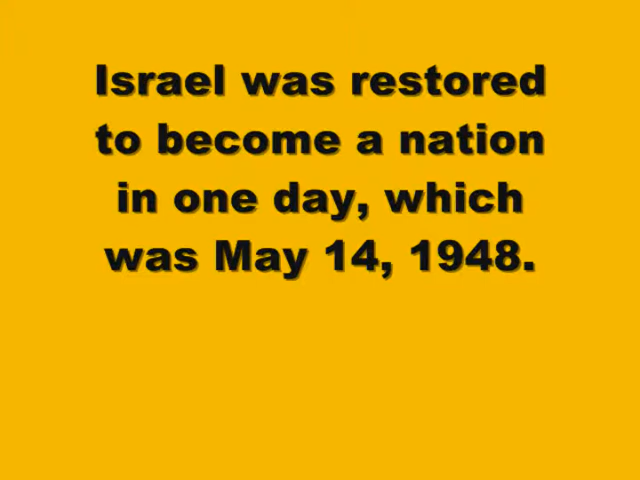 Israel was restored
to become a nation
in one day, which
was May 14, 1948.